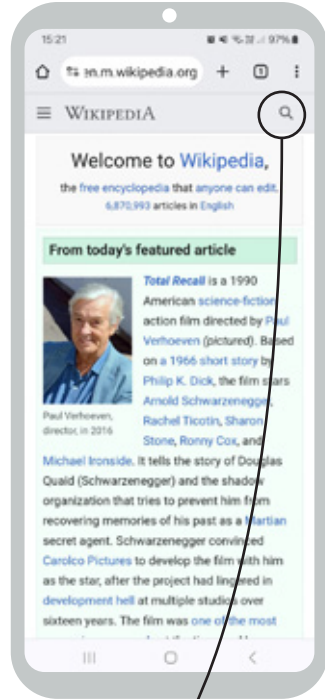 15:21
97%
en.m.wikipedia.org
1
WIKIPEDIA
Welcome to Wikipedia,
the free encyclopedia that anyone can edit.
6,870,993 articles in English
From today's featured article
Total Recall is a 1990
American science-fiction
action film directed by Paul
Verhoeven (pictured). Based
on a 1966 short story by
Philip K. Dick, the film stars
Arnold Schwarzenegger,
Rachel Ticotin, Sharon
Stone, Ronny Cox, and
Paul Verhoeven,
director, in 2016
Michael Ironside. It tells the story of Douglas
Quaid (Schwarzenegger) and the shadow
organization that tries to prevent him from
recovering memories of his past as a Martian
secret agent. Schwarzenegger convinced
Carolco Pictures to develop the film with him
as the star, after the project had lingered in
development hell at multiple studios over
sixteen years. The film was one of the most